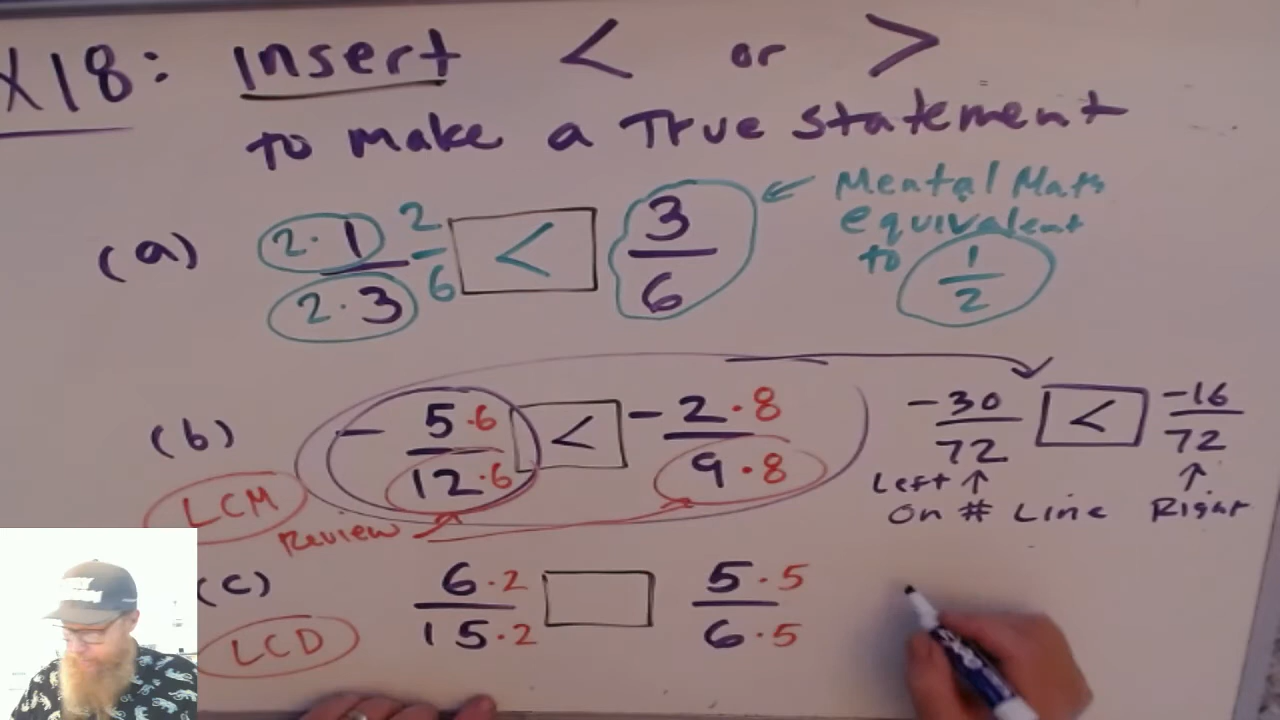 X18: Insert < or >
to make a True statement
(a) 2·1/2·3 2/6 < 3/6 ← Mental Math equivalent to 1/2
(b) -5·6/12·6 < -2·8/9·8 -30/72 < -16/72
LCM Review Left ↑ On # Line ↑ Right
(c) 6·2/15·2 5·5/6·5
LCD